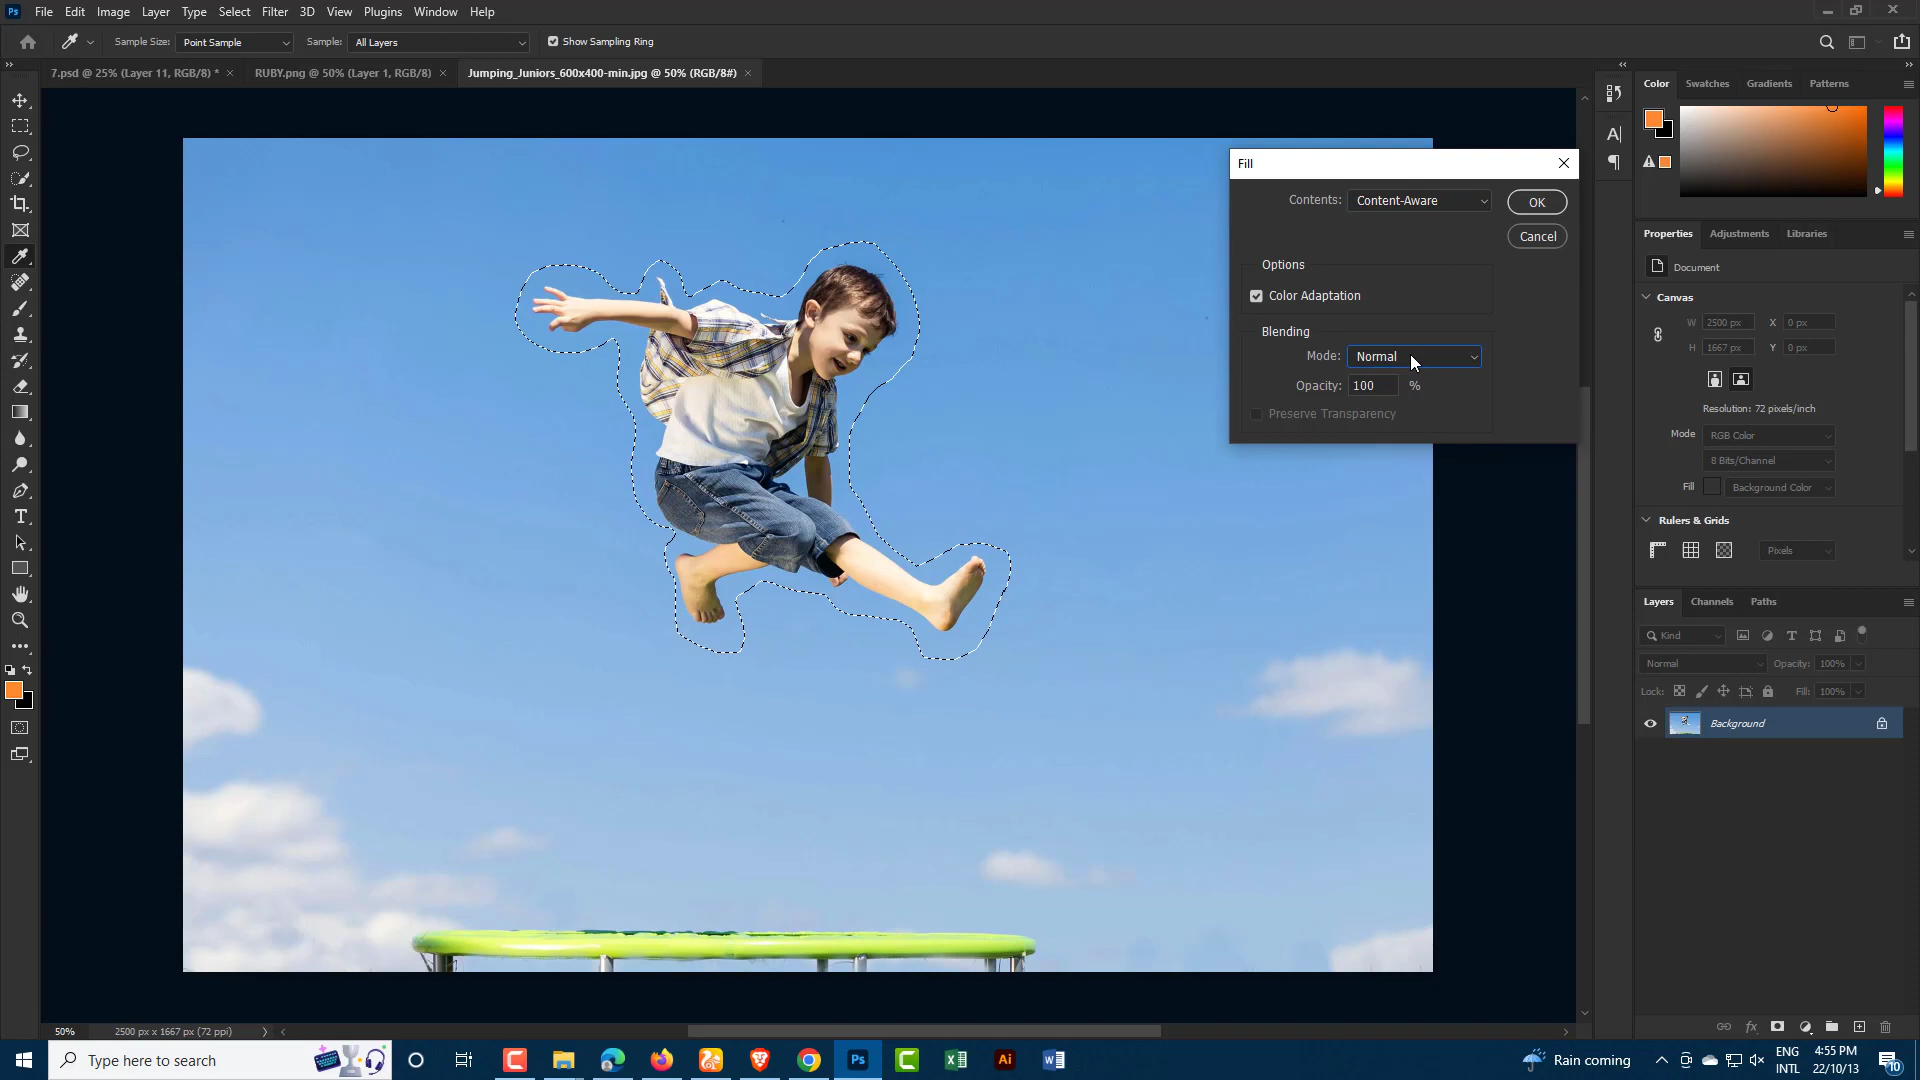 Ps File Edit Image Layer Type Select Filter 3D View Plugins Window Help
Sample Size: Point Sample Sample: All Layers Show Sampling Ring
7.psd @ 25% (Layer 11, RGB/8) * × RUBY.png @ 50% (Layer 1, RGB/8) × Jumping_Juniors_600x400-min.jpg @ 50% (RGB/8#) ×
Color Swatches Gradients Patterns
Fill
Contents: Content-Aware OK
Cancel
Options
Color Adaptation
Blending
Mode: Normal
Opacity: 100 %
Preserve Transparency
Properties Adjustments Libraries
Document
Canvas
W 2500 px X 0 px
H 1667 px Y 0 px
Resolution: 72 pixels/inch
Mode RGB Color
8 Bits/Channel
Fill Background Color
Rulers & Grids
Pixels
Layers Channels Paths
Kind
Normal Opacity: 100%
Lock: Fill: 100%
Background
50% 2500 px x 1667 px (72 ppi)
Type here to search
Ps Ai Rain coming
ENG
INTL
4:55 PM
22/10/13
10